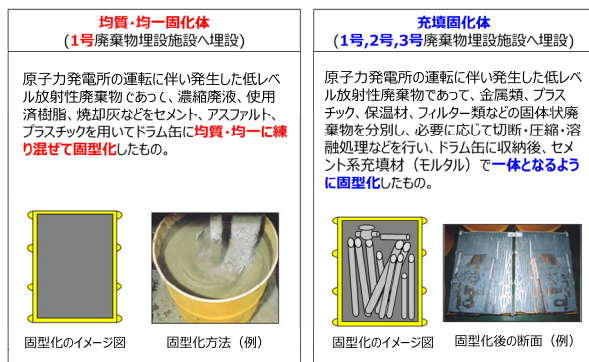 均質・均一固化体
(1号廃棄物埋設施設へ埋設)
原子力発電所の運転に伴い発生した低レベ
ル放射性廃棄物であって、濃縮廃液、使用
済樹脂、焼却灰などをセメント、アスファルト、
プラスチックを用いてドラム缶に均質・均一に練
り混ぜて固型化したもの。
固型化のイメージ図
固型化方法（例）
充填固化体
(1号,2号,3号廃棄物埋設施設へ埋設)
原子力発電所の運転に伴い発生した低レベ
ル放射性廃棄物であって、金属類、プラス
チック、保温材、フィルター類などの固体状廃
棄物を分別し、必要に応じて切断・圧縮・溶
融処理などを行い、ドラム缶に収納後、セメ
ント系充填材（モルタル）で一体となるよう
に固型化したもの。
固型化のイメージ図
固型化後の断面（例）